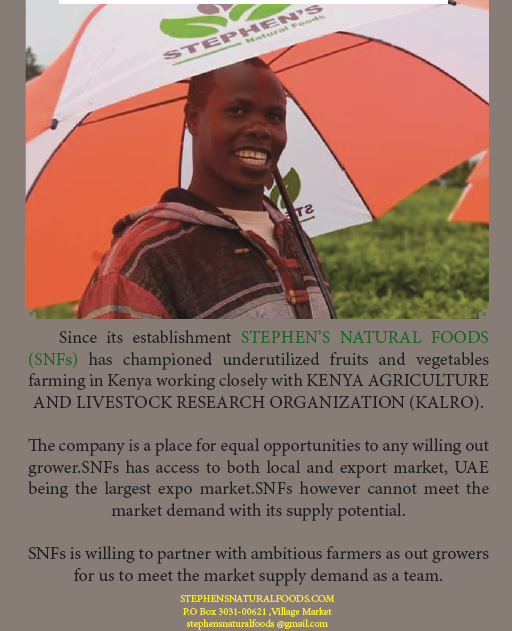 STEPHEN'S
Natural Foods
STE
Since its establishment STEPHEN'S NATURAL FOODS
(SNFs) has championed underutilized fruits and vegetables
farming in Kenya working closely with KENYA AGRICULTURE
AND LIVESTOCK RESEARCH ORGANIZATION (KALRO).
The company is a place for equal opportunities to any willing out
grower.SNFs has access to both local and export market, UAE
being the largest expo market.SNFs however cannot meet the
market demand with its supply potential.
SNFs is willing to partner with ambitious farmers as out growers
for us to meet the market supply demand as a team.
STEPHENSNATURALFOODS.COM
P.O Box 3031-00621 ,Village Market
stephensnaturalfoods @gmail.com